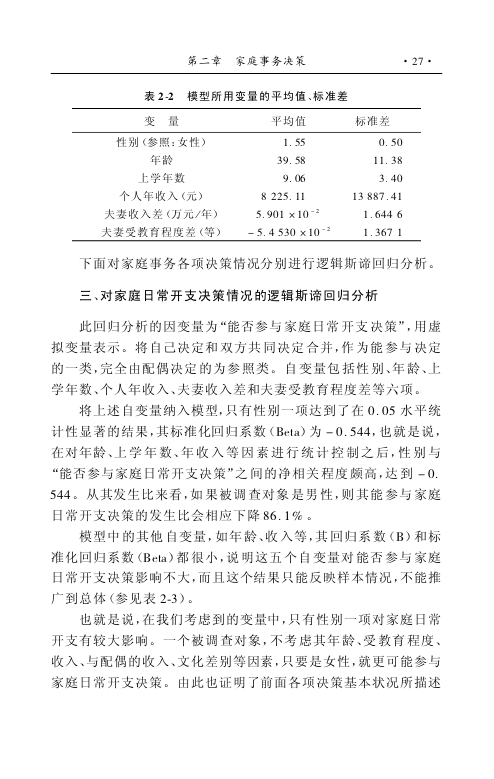 第二章　家庭事务决策　·27·
表 2-2　模型所用变量的平均值、标准差
变　量　平均值　标准差
性别(参照:女性)　1.55　0.50
年龄　39.58　11.38
上学年数　9.06　3.40
个人年收入(元)　8 225.11　13 887.41
夫妻收入差(万元/年)　5.901 ×10⁻²　1.644 6
夫妻受教育程度差(等)　-5.4 530 ×10⁻²　1.367 1
下面对家庭事务各项决策情况分别进行逻辑斯谛回归分析。
三、对家庭日常开支决策情况的逻辑斯谛回归分析
此回归分析的因变量为“能否参与家庭日常开支决策”,用虚
拟变量表示。将自己决定和双方共同决定合并,作为能参与决定
的一类,完全由配偶决定的为参照类。自变量包括性别、年龄、上
学年数、个人年收入、夫妻收入差和夫妻受教育程度差等六项。
将上述自变量纳入模型,只有性别一项达到了在 0.05 水平统
计性显著的结果,其标准化回归系数(Beta)为 -0.544,也就是说,
在对年龄、上学年数、年收入等因素进行统计控制之后,性别与
“能否参与家庭日常开支决策”之间的净相关程度颇高,达到 -0.
544。从其发生比来看,如果被调查对象是男性,则其能参与家庭
日常开支决策的发生比会相应下降 86.1%。
模型中的其他自变量,如年龄、收入等,其回归系数(B)和标
准化回归系数(Beta)都很小,说明这五个自变量对能否参与家庭
日常开支决策影响不大,而且这个结果只能反映样本情况,不能推
广到总体(参见表 2-3)。
也就是说,在我们考虑到的变量中,只有性别一项对家庭日常
开支有较大影响。一个被调查对象,不考虑其年龄、受教育程度、
收入、与配偶的收入、文化差别等因素,只要是女性,就更可能参与
家庭日常开支决策。由此也证明了前面各项决策基本状况所描述